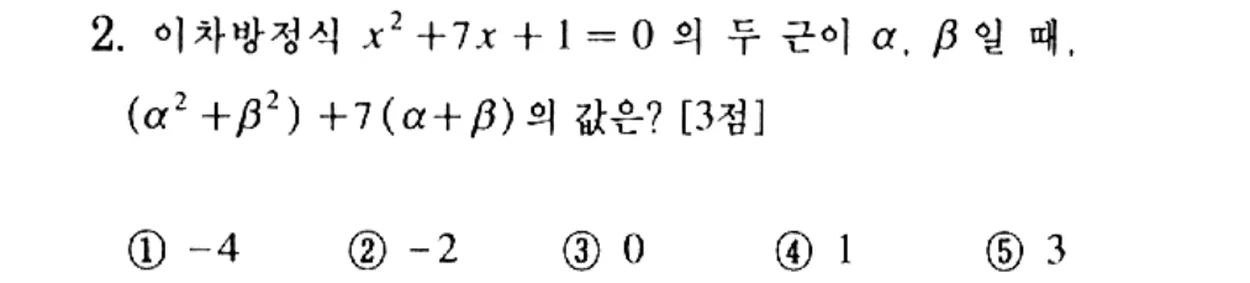 2. 이차방정식 x² + 7x + 1 = 0 의 두 근이 α, β 일 때,
(α² + β²) + 7(α + β) 의 값은? [3점]
① -4 ② -2 ③ 0 ④ 1 ⑤ 3